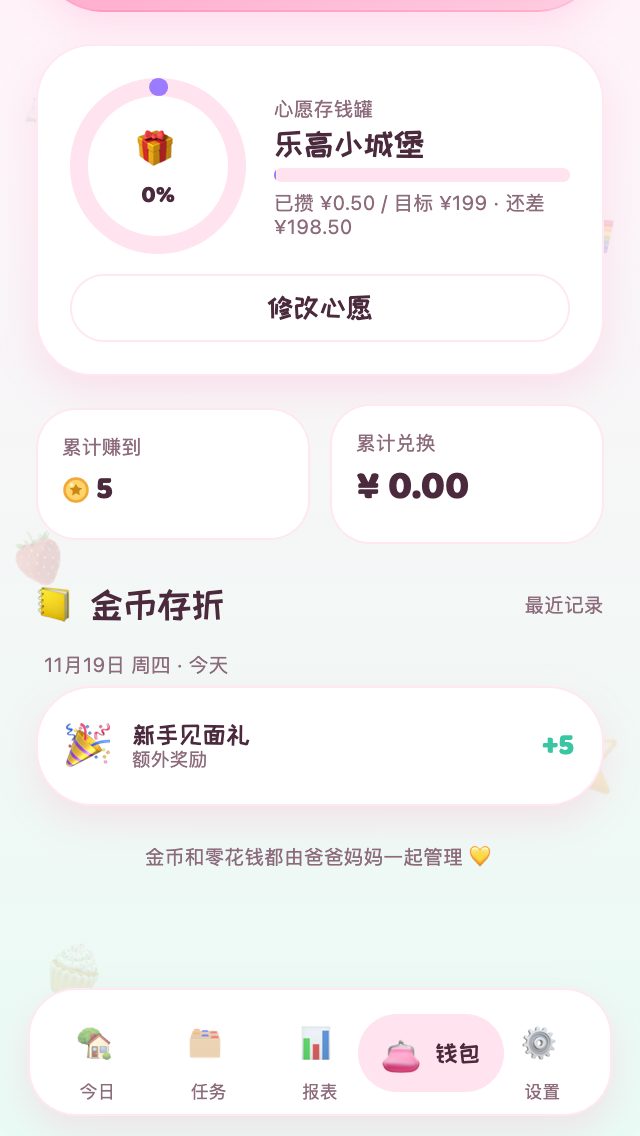 心愿存钱罐
乐高小城堡
0%
已攒 ¥0.50 / 目标 ¥199 · 还差
¥198.50
修改心愿
累计赚到
5
累计兑换
¥ 0.00
金币存折
最近记录
11月19日 周四 · 今天
新手见面礼
额外奖励
+5
金币和零花钱都由爸爸妈妈一起管理 💛
今日
任务
报表
钱包
设置